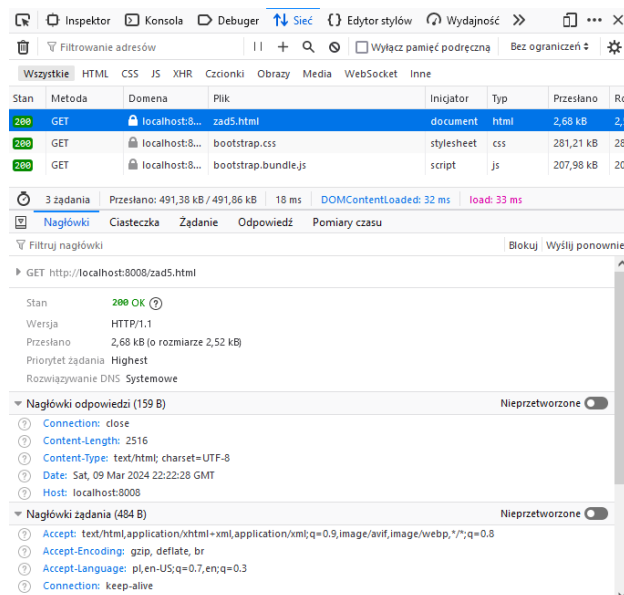 Inspektor Konsola Debuger Sieć Edytor stylów Wydajność
Filtrowanie adresów Wyłącz pamięć podręczną Bez ograniczeń
Wszystkie HTML CSS JS XHR Czcionki Obrazy Media WebSocket Inne
Stan Metoda Domena Plik Inicjator Typ Przesłano Ro
200 GET localhost:8... zad5.html document html 2,68 kB 2,5
200 GET localhost:8... bootstrap.css stylesheet css 281,21 kB 28
200 GET localhost:8... bootstrap.bundle.js script js 207,98 kB 20
3 żądania Przesłano: 491,38 kB / 491,86 kB 18 ms DOMContentLoaded: 32 ms load: 33 ms
Nagłówki Ciasteczka Żądanie Odpowiedź Pomiary czasu
Filtruj nagłówki Blokuj Wyślij ponownie
GET http://localhost:8008/zad5.html
Stan 200 OK
Wersja HTTP/1.1
Przesłano 2,68 kB (o rozmiarze 2,52 kB)
Priorytet żądania Highest
Rozwiązywanie DNS Systemowe
Nagłówki odpowiedzi (159 B) Nieprzetworzone
Connection: close
Content-Length: 2516
Content-Type: text/html; charset=UTF-8
Date: Sat, 09 Mar 2024 22:22:28 GMT
Host: localhost:8008
Nagłówki żądania (484 B) Nieprzetworzone
Accept: text/html,application/xhtml+xml,application/xml;q=0.9,image/avif,image/webp,*/*;q=0.8
Accept-Encoding: gzip, deflate, br
Accept-Language: pl,en-US;q=0.7,en;q=0.3
Connection: keep-alive